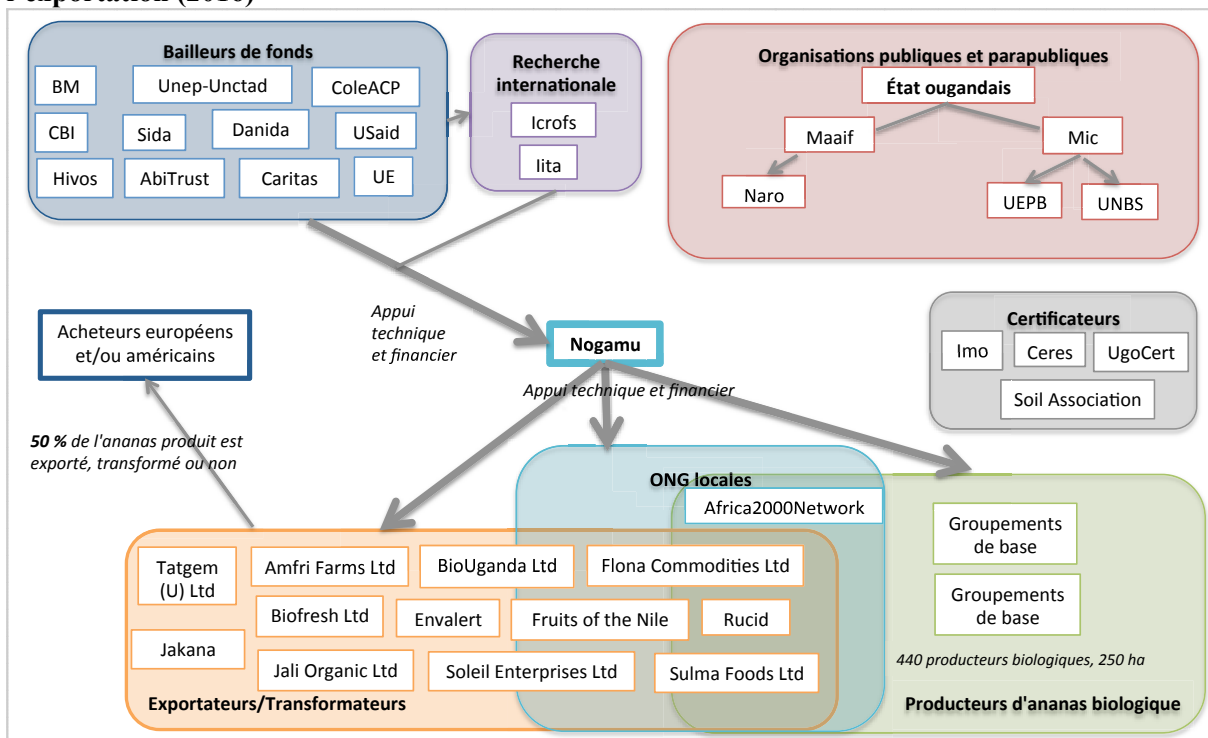 l'exportation (2016)
Bailleurs de fonds
BM
Unep-Unctad
ColeACP
CBI
Sida
Danida
USaid
Hivos
AbiTrust
Caritas
UE
Recherche
internationale
Icrofs
Iita
Organisations publiques et parapubliques
État ougandais
Maaif
Mic
Naro
UEPB
UNBS
Acheteurs européens
et/ou américains
Appui
technique
et financier
Nogamu
Appui technique et financier
Certificateurs
Imo
Ceres
UgoCert
Soil Association
50 % de l'ananas produit est
exporté, transformé ou non
ONG locales
Africa2000Network
Groupements
de base
Groupements
de base
440 producteurs biologiques, 250 ha
Producteurs d'ananas biologique
Tatgem
(U) Ltd
Amfri Farms Ltd
BioUganda Ltd
Flona Commodities Ltd
Biofresh Ltd
Envalert
Fruits of the Nile
Rucid
Jakana
Jali Organic Ltd
Soleil Enterprises Ltd
Sulma Foods Ltd
Exportateurs/Transformateurs